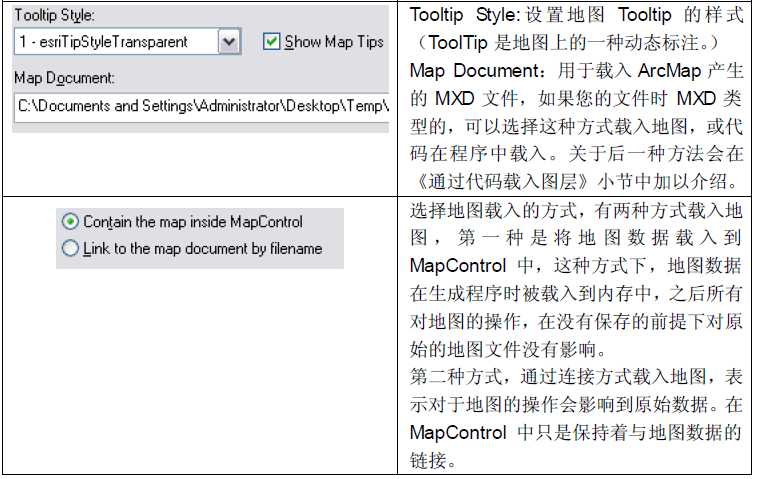 Tooltip Style:
1 - esriTipStyleTransparent
Show Map Tips
Map Document:
C:\Documents and Settings\Administrator\Desktop\Temp\
Tooltip Style:设置地图 Tooltip 的样式
（ToolTip 是地图上的一种动态标注。）
Map Document：用于载入 ArcMap 产生
的 MXD 文件，如果您的文件时 MXD 类
型的，可以选择这种方式载入地图，或代
码在程序中载入。关于后一种方法会在
《通过代码载入图层》小节中加以介绍。
Contain the map inside MapControl
Link to the map document by filename
选择地图载入的方式，有两种方式载入地
图，第一种是将地图数据载入到
MapControl 中，这种方式下，地图数据
在生成程序时被载入到内存中，之后所有
对地图的操作，在没有保存的前提下对原
始的地图文件没有影响。
第二种方式，通过连接方式载入地图，表
示对于地图的操作会影响到原始数据。在
MapControl 中只是保持着与地图数据的
链接。